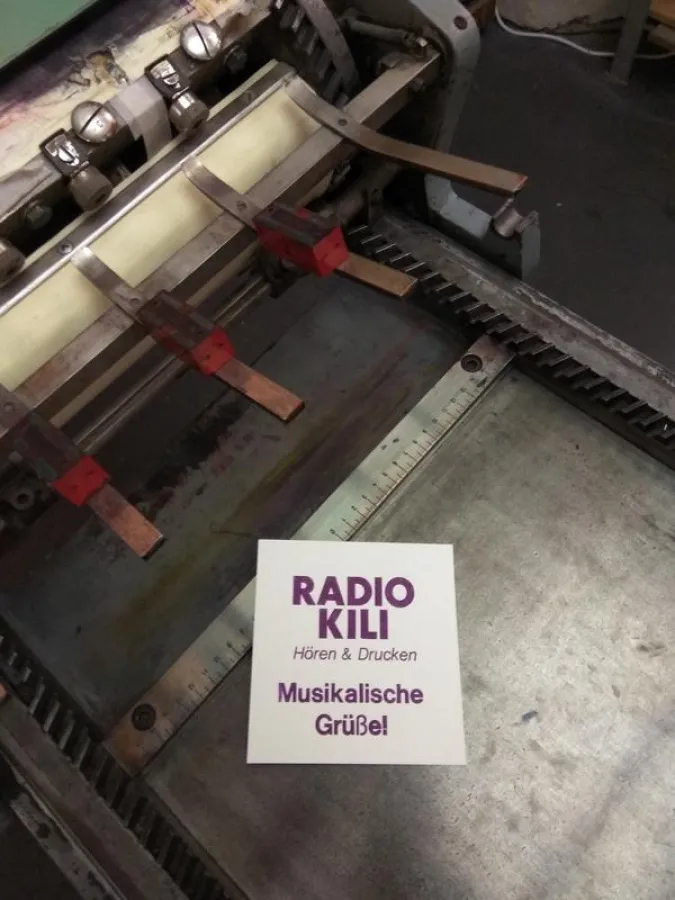 RADIO
KILI
Hören & Drucken
Musikalische
Grüße!